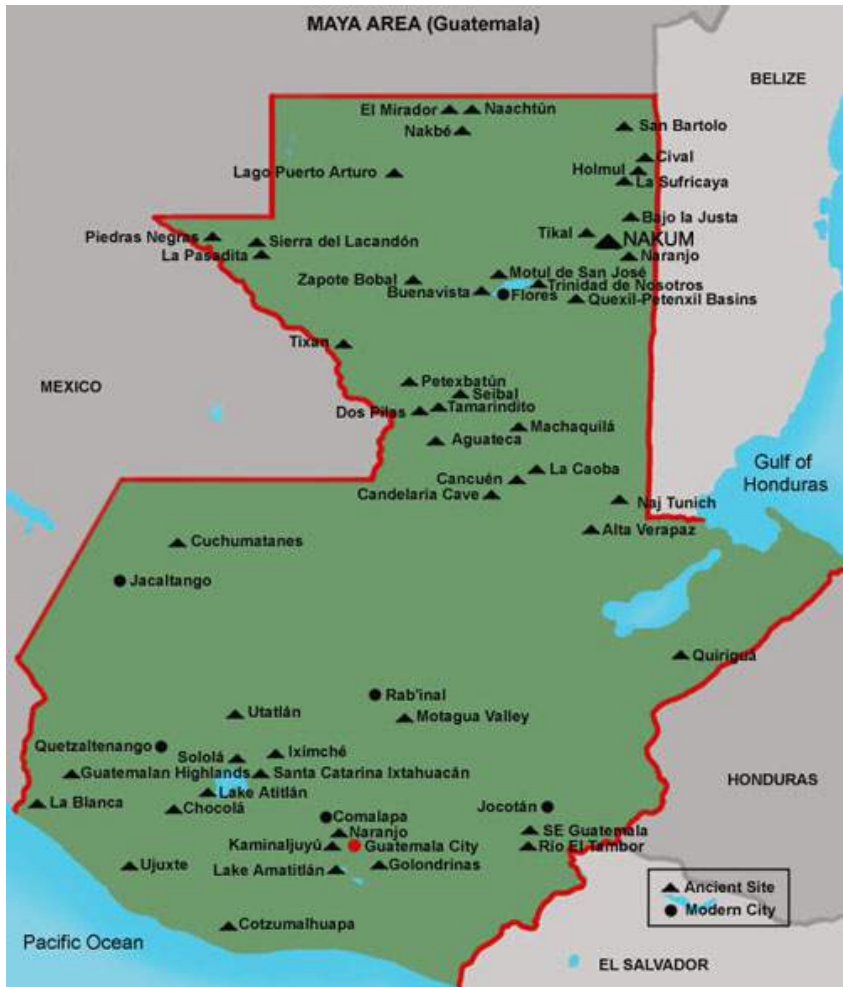 MAYA AREA (Guatemala)
BELIZE
El Mirador
Naachtún
Nakbé
San Bartolo
Cival
Holmul
La Sufricaya
Lago Puerto Arturo
Bajo la Justa
Tikal
NAKUM
Naranjo
Piedras Negras
Sierra del Lacandón
La Pasadita
Motul de San José
Zapote Bobal
Trinidad de Nosotros
Buenavista
Flores
Quexil-Petenxil Basins
Tixan
MEXICO
Petexbatún
Seibal
Tamarindito
Dos Pilas
Machaquilá
Aguateca
Gulf of
Honduras
La Caoba
Cancuén
Candelaria Cave
Naj Tunich
Alta Verapaz
Cuchumatanes
Jacaltango
Quiriguá
Rab'inal
Utatlán
Motagua Valley
Quetzaltenango
Sololá
Iximché
Guatemalan Highlands
Santa Catarina Ixtahuacán
HONDURAS
Lake Atitlán
La Blanca
Chocolá
Jocotán
Comalapa
Naranjo
SE Guatemala
Kaminaljuyú
Guatemala City
Rio El Tambor
Ujuxte
Lake Amatitlán
Golondrinas
Ancient Site
Modern City
Cotzumalhuapa
Pacific Ocean
EL SALVADOR